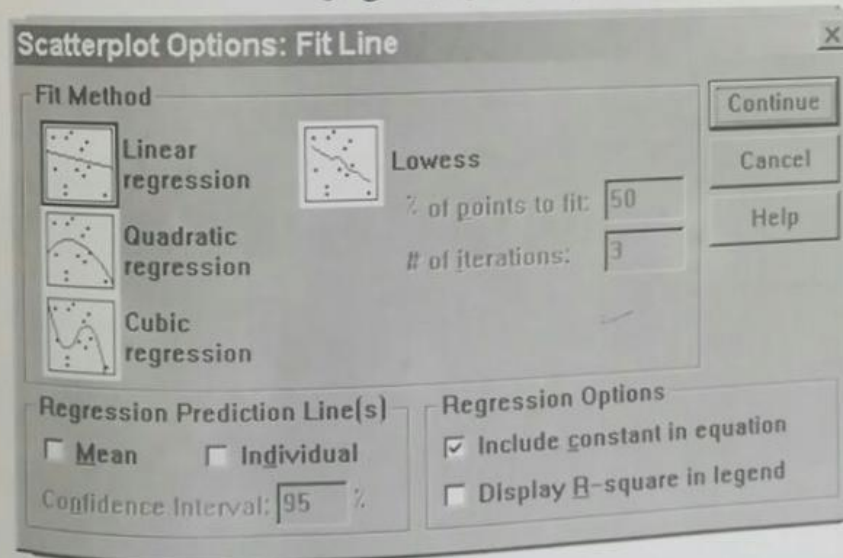 Scatterplot Options: Fit Line
Fit Method
Linear
regression
Quadratic
regression
Cubic
regression
Lowess
% of points to fit: 50
# of iterations: 3
Continue
Cancel
Help
Regression Prediction Line(s)
Mean Individual
Confidence Interval: 95 %
Regression Options
Include constant in equation
Display R-square in legend